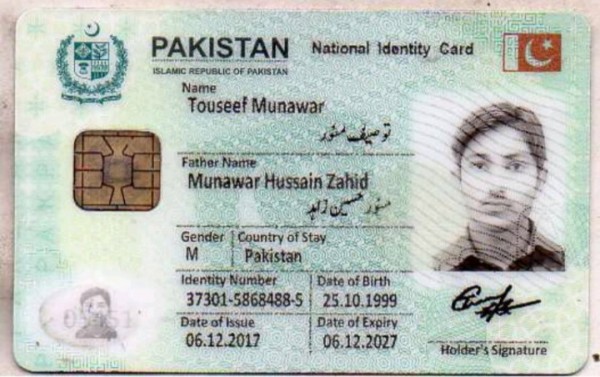 PAKISTAN National Identity Card
ISLAMIC REPUBLIC OF PAKISTAN
Name
Touseef Munawar
توصیف منور
Father Name
Munawar Hussain Zahid
منور حسین زاہد
Gender Country of Stay
M Pakistan
Identity Number Date of Birth
37301-5868488-5 25.10.1999
Date of Issue Date of Expiry
06.12.2017 06.12.2027
Holder's Signature